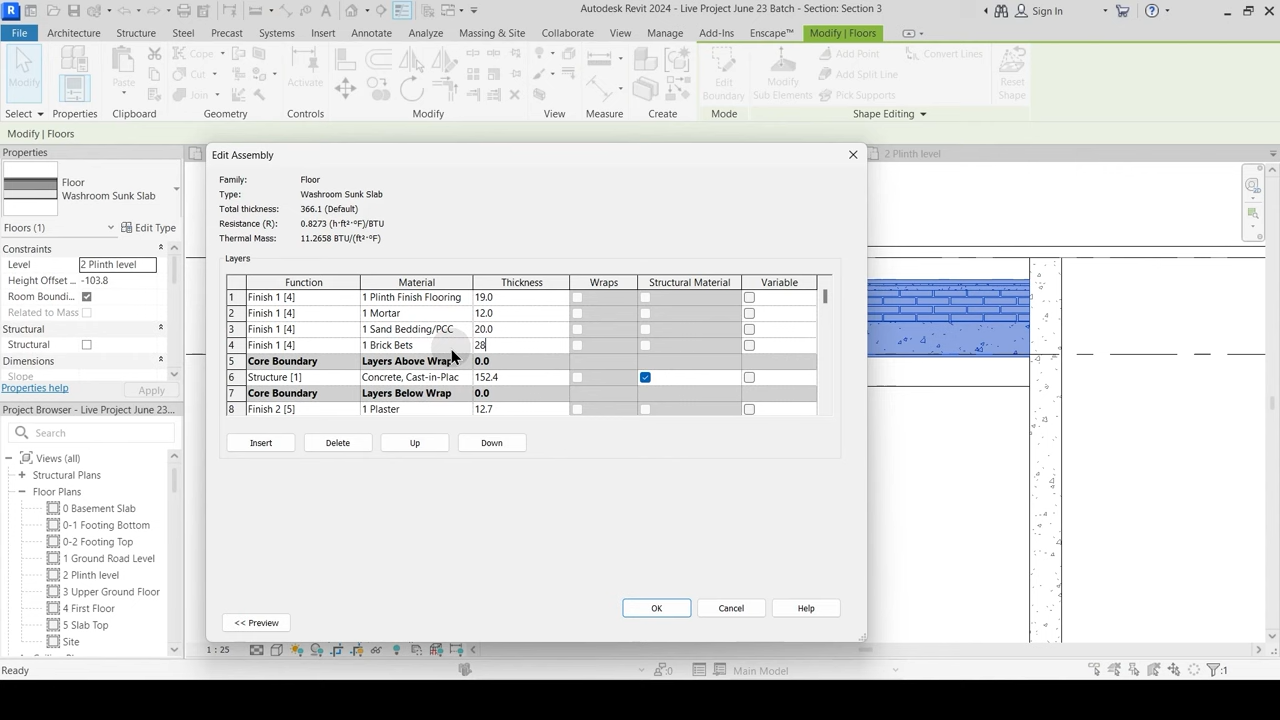 Autodesk Revit 2024 - Live Project June 23 Batch - Section: Section 3
Sign In
File Architecture Structure Steel Precast Systems Insert Annotate Analyze Massing & Site Collaborate View Manage Add-Ins Enscape™ Modify | Floors
Modify
Paste
Cope
Cut
Join
Activate
Edit
Boundary
Modify
Sub Elements
Add Point
Add Split Line
Pick Supports
Convert Lines
Reset
Shape
Select Properties Clipboard Geometry Controls Modify View Measure Create Mode Shape Editing
Modify | Floors
Properties
Floor
Washroom Sunk Slab
Floors (1)
Edit Type
Constraints
Level 2 Plinth level
Height Offset -103.8
Room Boundi...
Related to Mass
Structural
Structural
Dimensions
Slope
Properties help
Apply
Project Browser - Live Project June 23...
Search
Views (all)
Structural Plans
Floor Plans
0 Basement Slab
0-1 Footing Bottom
0-2 Footing Top
1 Ground Road Level
2 Plinth level
3 Upper Ground Floor
4 First Floor
5 Slab Top
Site
2 Plinth level
Edit Assembly
Family: Floor
Type: Washroom Sunk Slab
Total thickness: 366.1 (Default)
Resistance (R): 0.8273 (h·ft²·°F)/BTU
Thermal Mass: 11.2658 BTU/(ft²·°F)
Layers
Function Material Thickness Wraps Structural Material Variable
1 Finish 1 [4] 1 Plinth Finish Flooring 19.0
2 Finish 1 [4] 1 Mortar 12.0
3 Finish 1 [4] 1 Sand Bedding/PCC 20.0
4 Finish 1 [4] 1 Brick Bets 28
5 Core Boundary Layers Above Wrap 0.0
6 Structure [1] Concrete, Cast-in-Plac 152.4
7 Core Boundary Layers Below Wrap 0.0
8 Finish 2 [5] 1 Plaster 12.7
Insert Delete Up Down
<< Preview
OK Cancel Help
1 : 25
Ready
:0
Main Model
:1